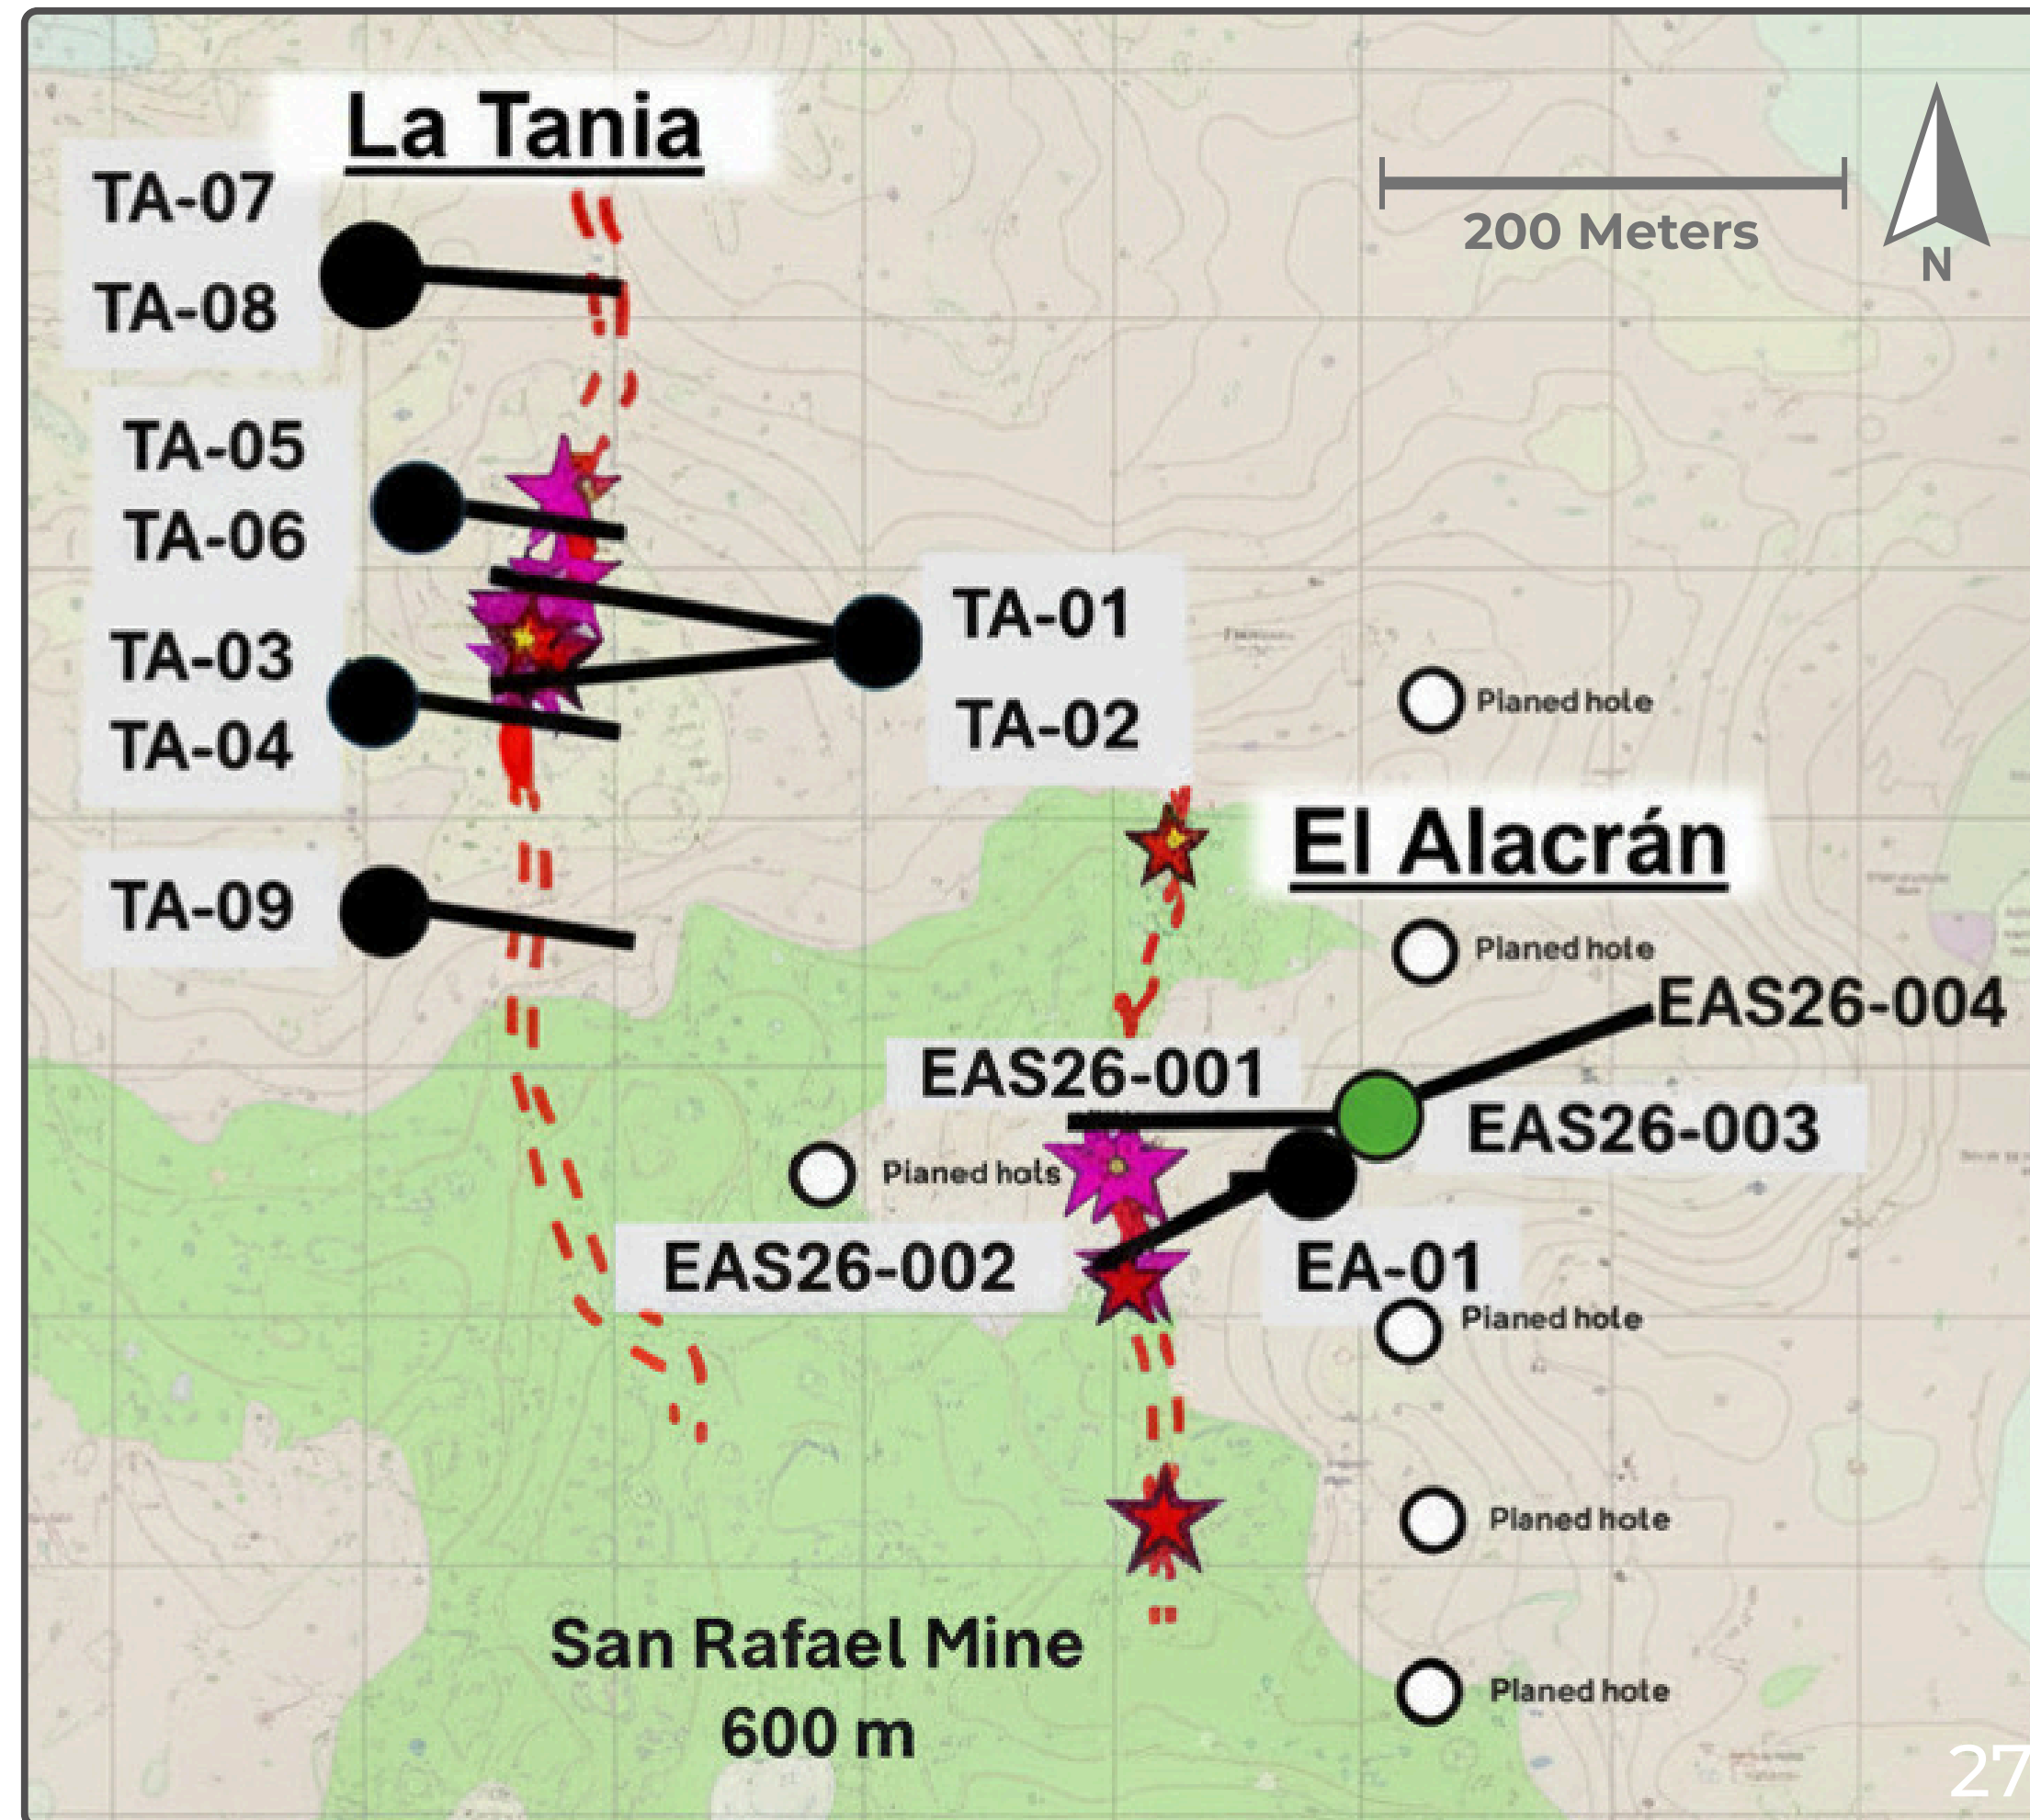 La Tania
TA-07
TA-08
200 Meters
N
TA-05
TA-06
TA-01
TA-02
TA-03
TA-04
Planed hole
El Alacrán
TA-09
Planed hole
EAS26-004
EAS26-001
EAS26-003
Planed hols
EAS26-002
EA-01
Planed hole
Planed hote
San Rafael Mine
600 m
Planed hote
27